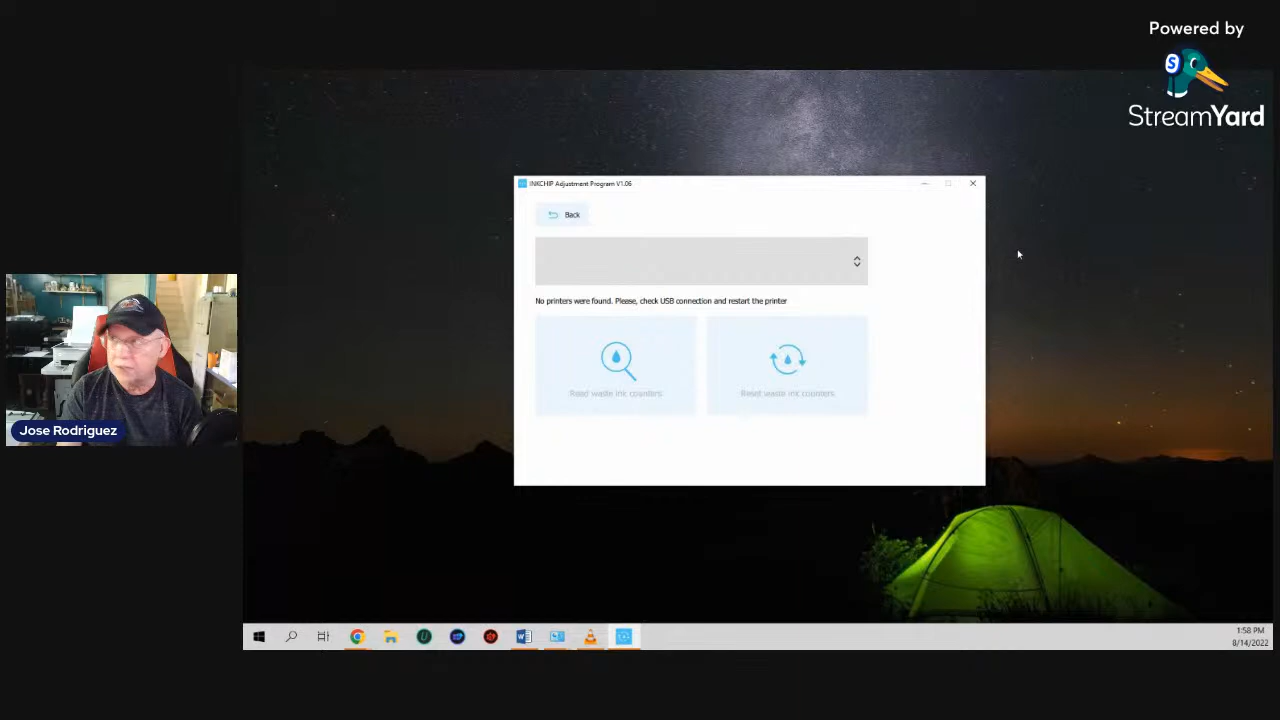 Powered by
S
StreamYard
INKCHIP Adjustment Program V1.06
Back
No printers were found. Please, check USB connection and restart the printer
Read waste ink counters
Reset waste ink counters
Jose Rodriguez
1:58 PM
8/14/2022